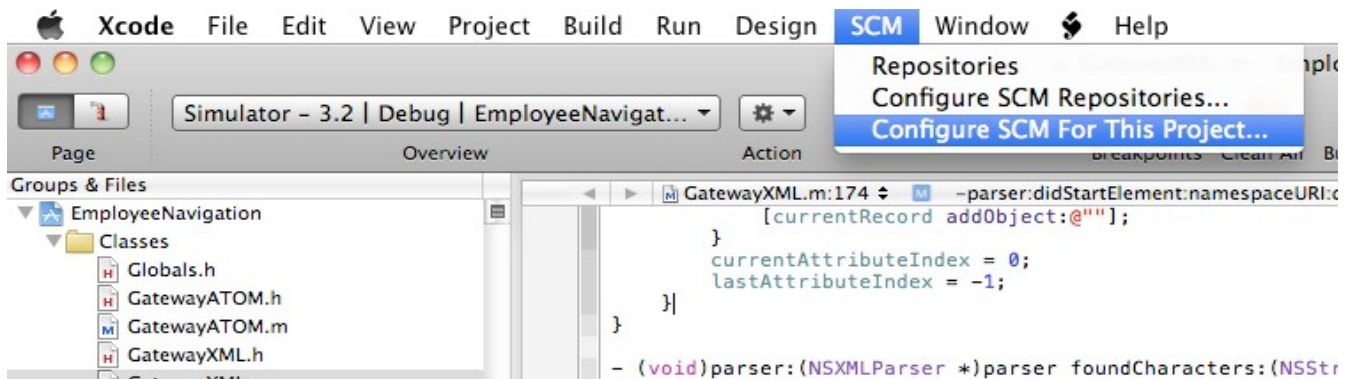 Xcode File Edit View Project Build Run Design SCM Window Help
Repositories
Configure SCM Repositories...
Configure SCM For This Project...
Simulator – 3.2 | Debug | EmployeeNavigat...
Page Overview Action Breakpoints Clean All
Groups & Files
EmployeeNavigation
Classes
Globals.h
GatewayATOM.h
GatewayATOM.m
GatewayXML.h
GatewayXML.m:174 M -parser:didStartElement:namespaceURI:
[currentRecord addObject:@""];
}
currentAttributeIndex = 0;
lastAttributeIndex = -1;
}
}
- (void)parser:(NSXMLParser *)parser foundCharacters:(NSStr